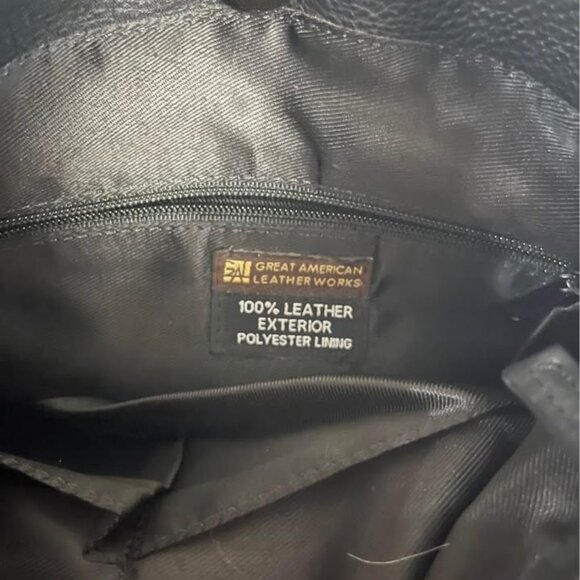 GREAT AMERICAN
LEATHER WORKS
100% LEATHER
EXTERIOR
POLYESTER LINING